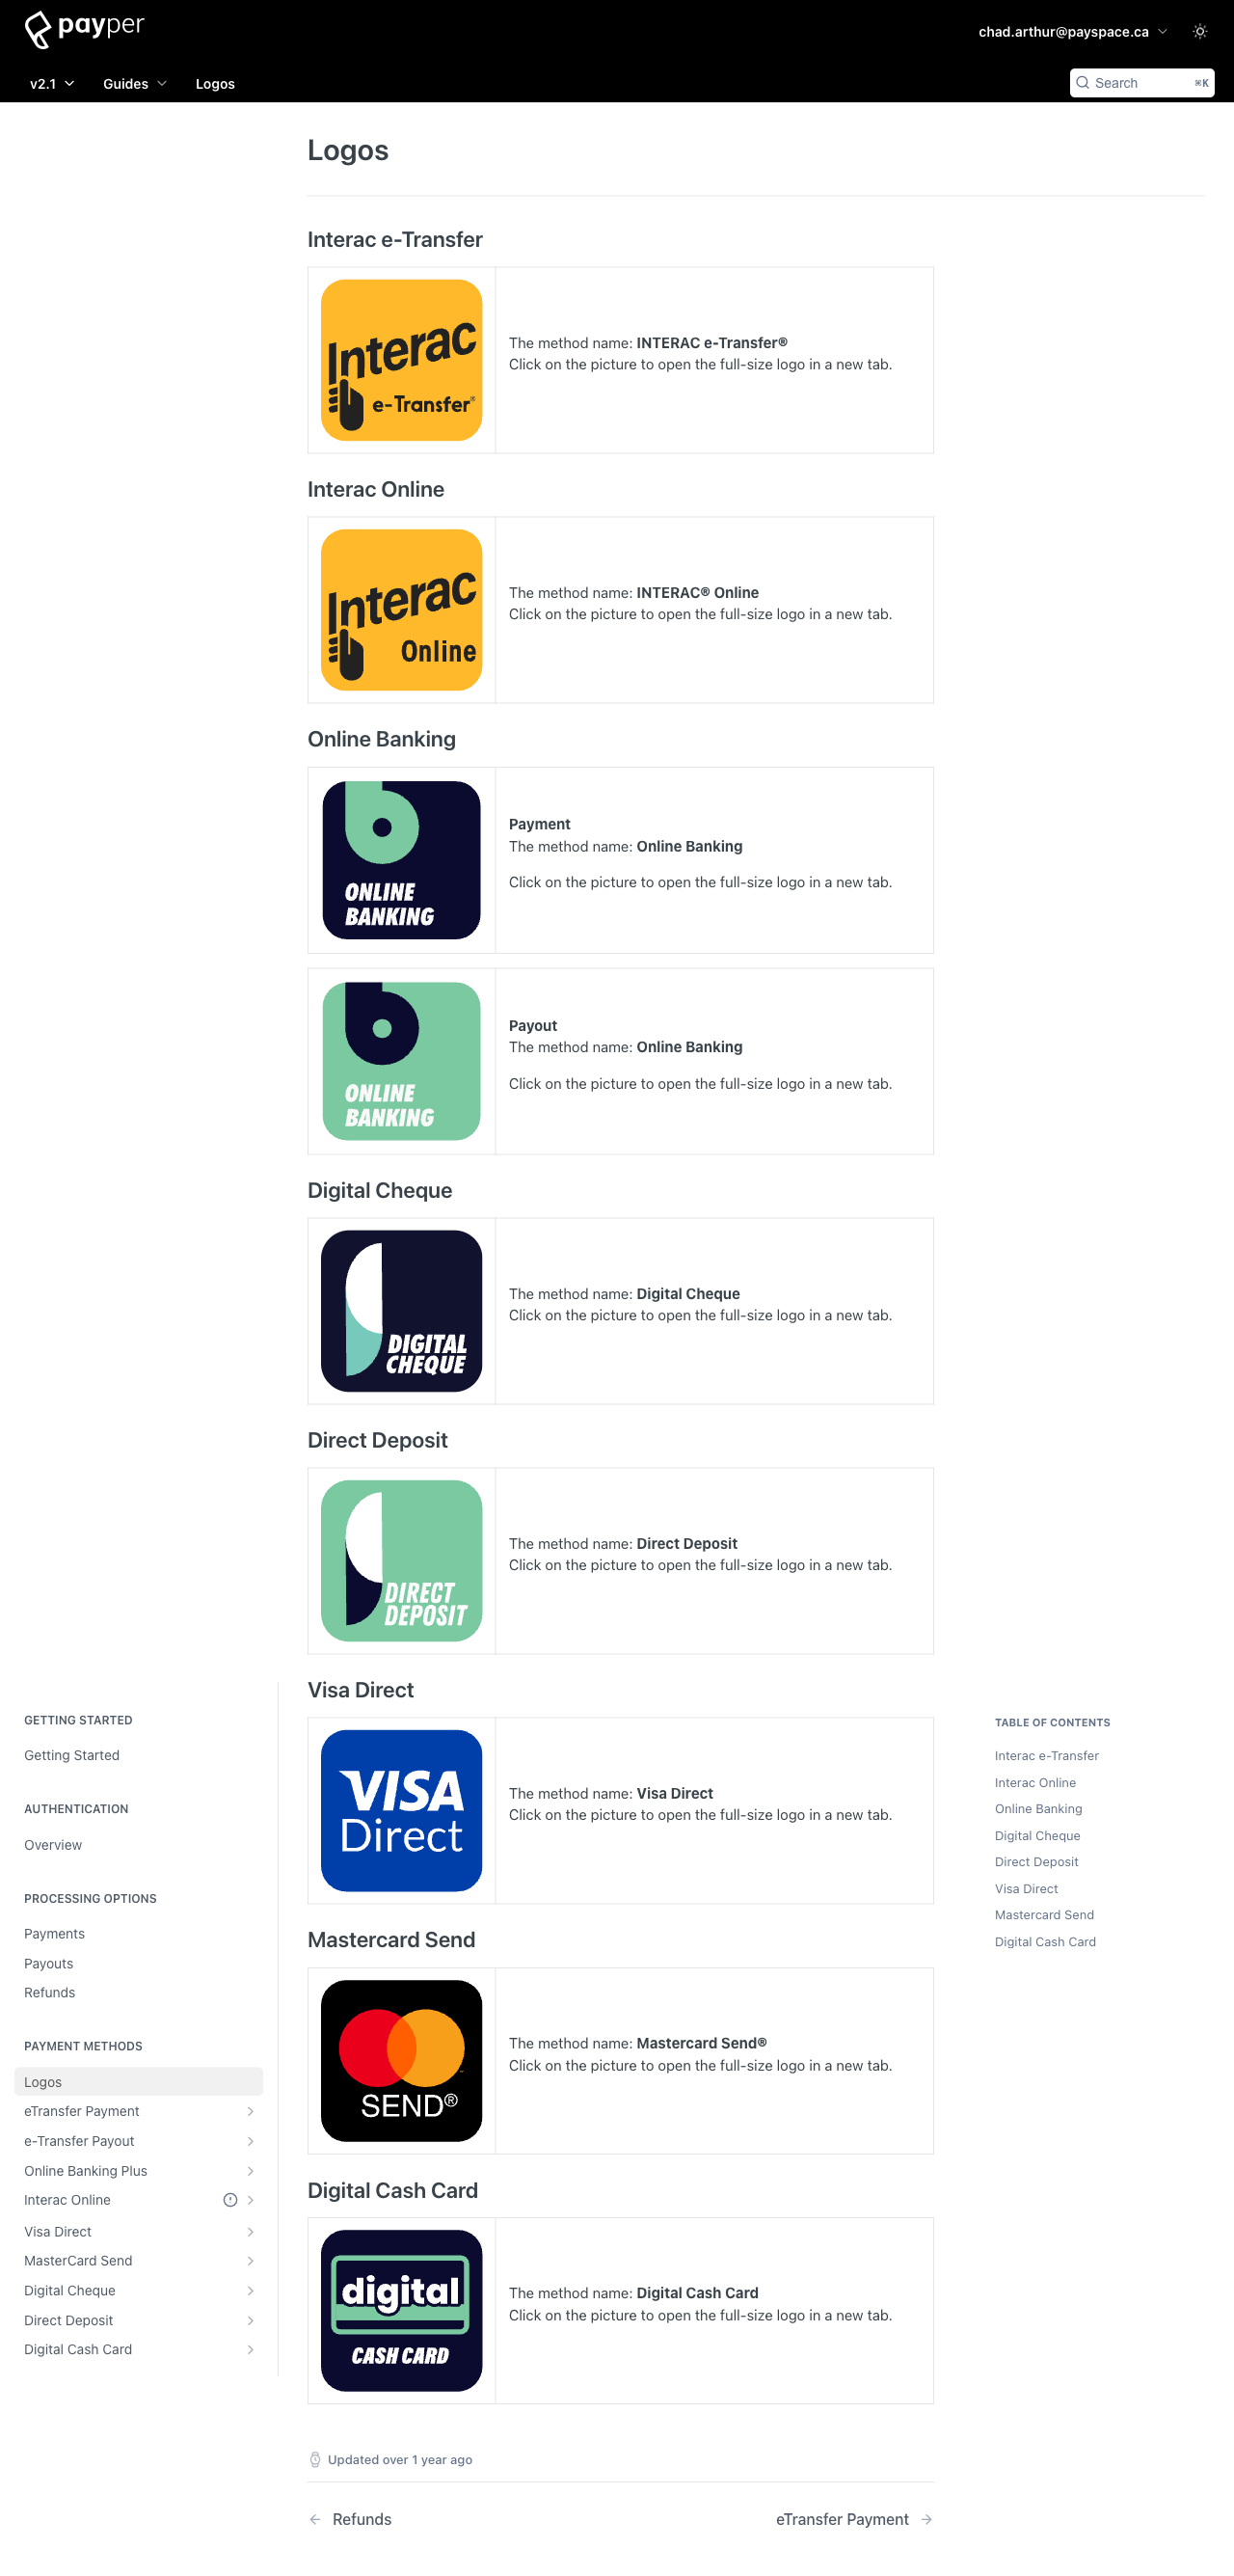 payper
chad.arthur@payspace.ca
v2.1
Guides
Logos
Search
⌘K
Logos
Interac e-Transfer
Interac
e-Transfer®
The method name: INTERAC e-Transfer®
Click on the picture to open the full-size logo in a new tab.
Interac Online
Interac
Online
The method name: INTERAC® Online
Click on the picture to open the full-size logo in a new tab.
Online Banking
ONLINE
BANKING
Payment
The method name: Online Banking
Click on the picture to open the full-size logo in a new tab.
ONLINE
BANKING
Payout
The method name: Online Banking
Click on the picture to open the full-size logo in a new tab.
Digital Cheque
DIGITAL
CHEQUE
The method name: Digital Cheque
Click on the picture to open the full-size logo in a new tab.
Direct Deposit
DIRECT
DEPOSIT
The method name: Direct Deposit
Click on the picture to open the full-size logo in a new tab.
Visa Direct
VISA
Direct
The method name: Visa Direct
Click on the picture to open the full-size logo in a new tab.
Mastercard Send
SEND®
The method name: Mastercard Send®
Click on the picture to open the full-size logo in a new tab.
Digital Cash Card
digital
CASH CARD
The method name: Digital Cash Card
Click on the picture to open the full-size logo in a new tab.
Updated over 1 year ago
Refunds
eTransfer Payment
GETTING STARTED
Getting Started
AUTHENTICATION
Overview
PROCESSING OPTIONS
Payments
Payouts
Refunds
PAYMENT METHODS
Logos
eTransfer Payment
e-Transfer Payout
Online Banking Plus
Interac Online
Visa Direct
MasterCard Send
Digital Cheque
Direct Deposit
Digital Cash Card
TABLE OF CONTENTS
Interac e-Transfer
Interac Online
Online Banking
Digital Cheque
Direct Deposit
Visa Direct
Mastercard Send
Digital Cash Card